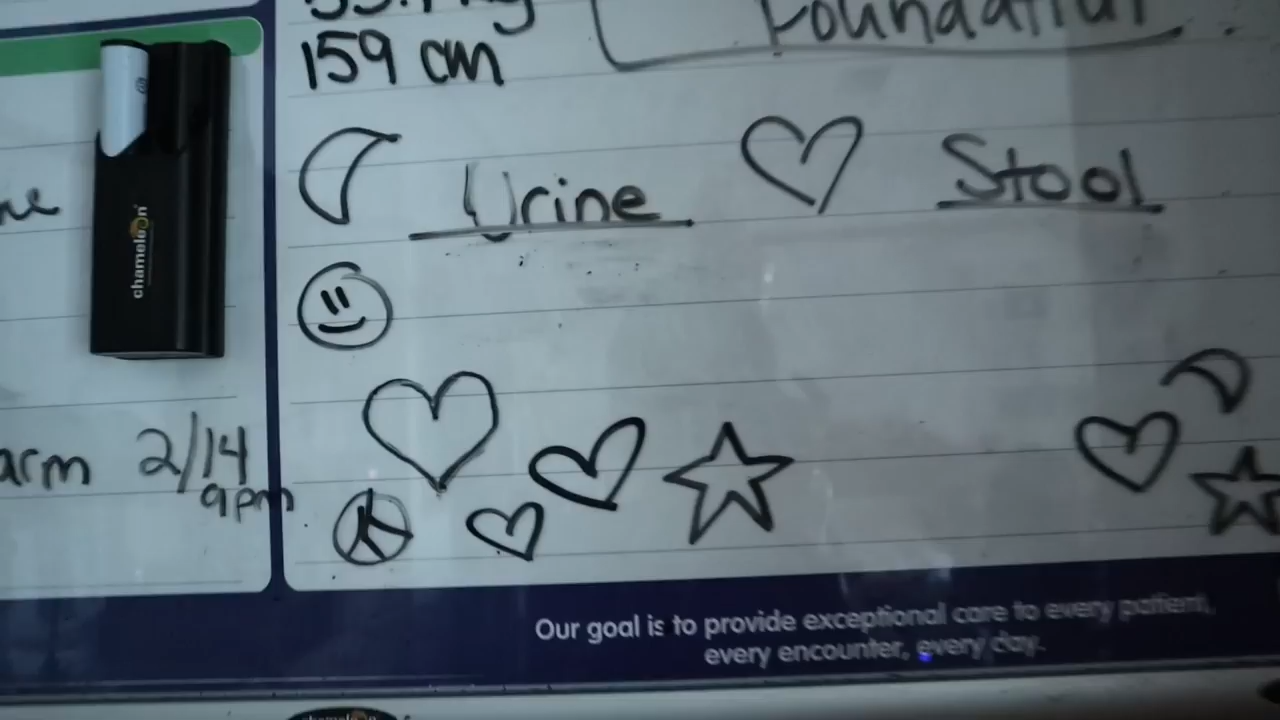 159 cm
Foundation
Urine Stool
chameleon
arm 2/14
9pm
Our goal is to provide exceptional care to every patient,
every encounter, every day.
chameleon